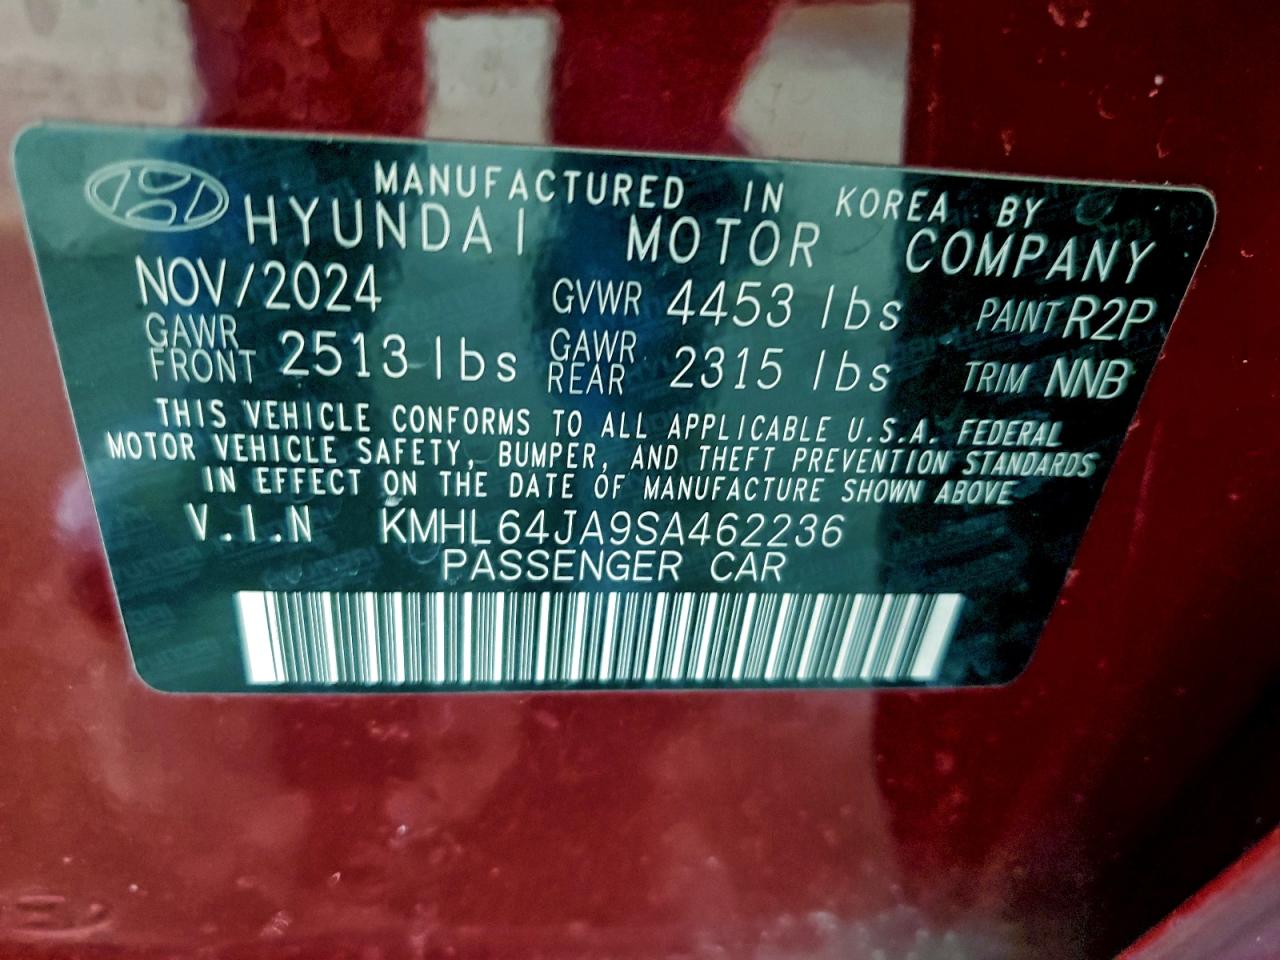 MANUFACTURED IN KOREA BY
HYUNDAI MOTOR COMPANY
NOV/2024 GVWR 4453 lbs PAINT R2P
GAWR FRONT 2513 lbs GAWR REAR 2315 lbs TRIM NNB
THIS VEHICLE CONFORMS TO ALL APPLICABLE U.S.A. FEDERAL
MOTOR VEHICLE SAFETY, BUMPER, AND THEFT PREVENTION STANDARDS
IN EFFECT ON THE DATE OF MANUFACTURE SHOWN ABOVE
V.I.N KMHL64JA9SA462236
PASSENGER CAR